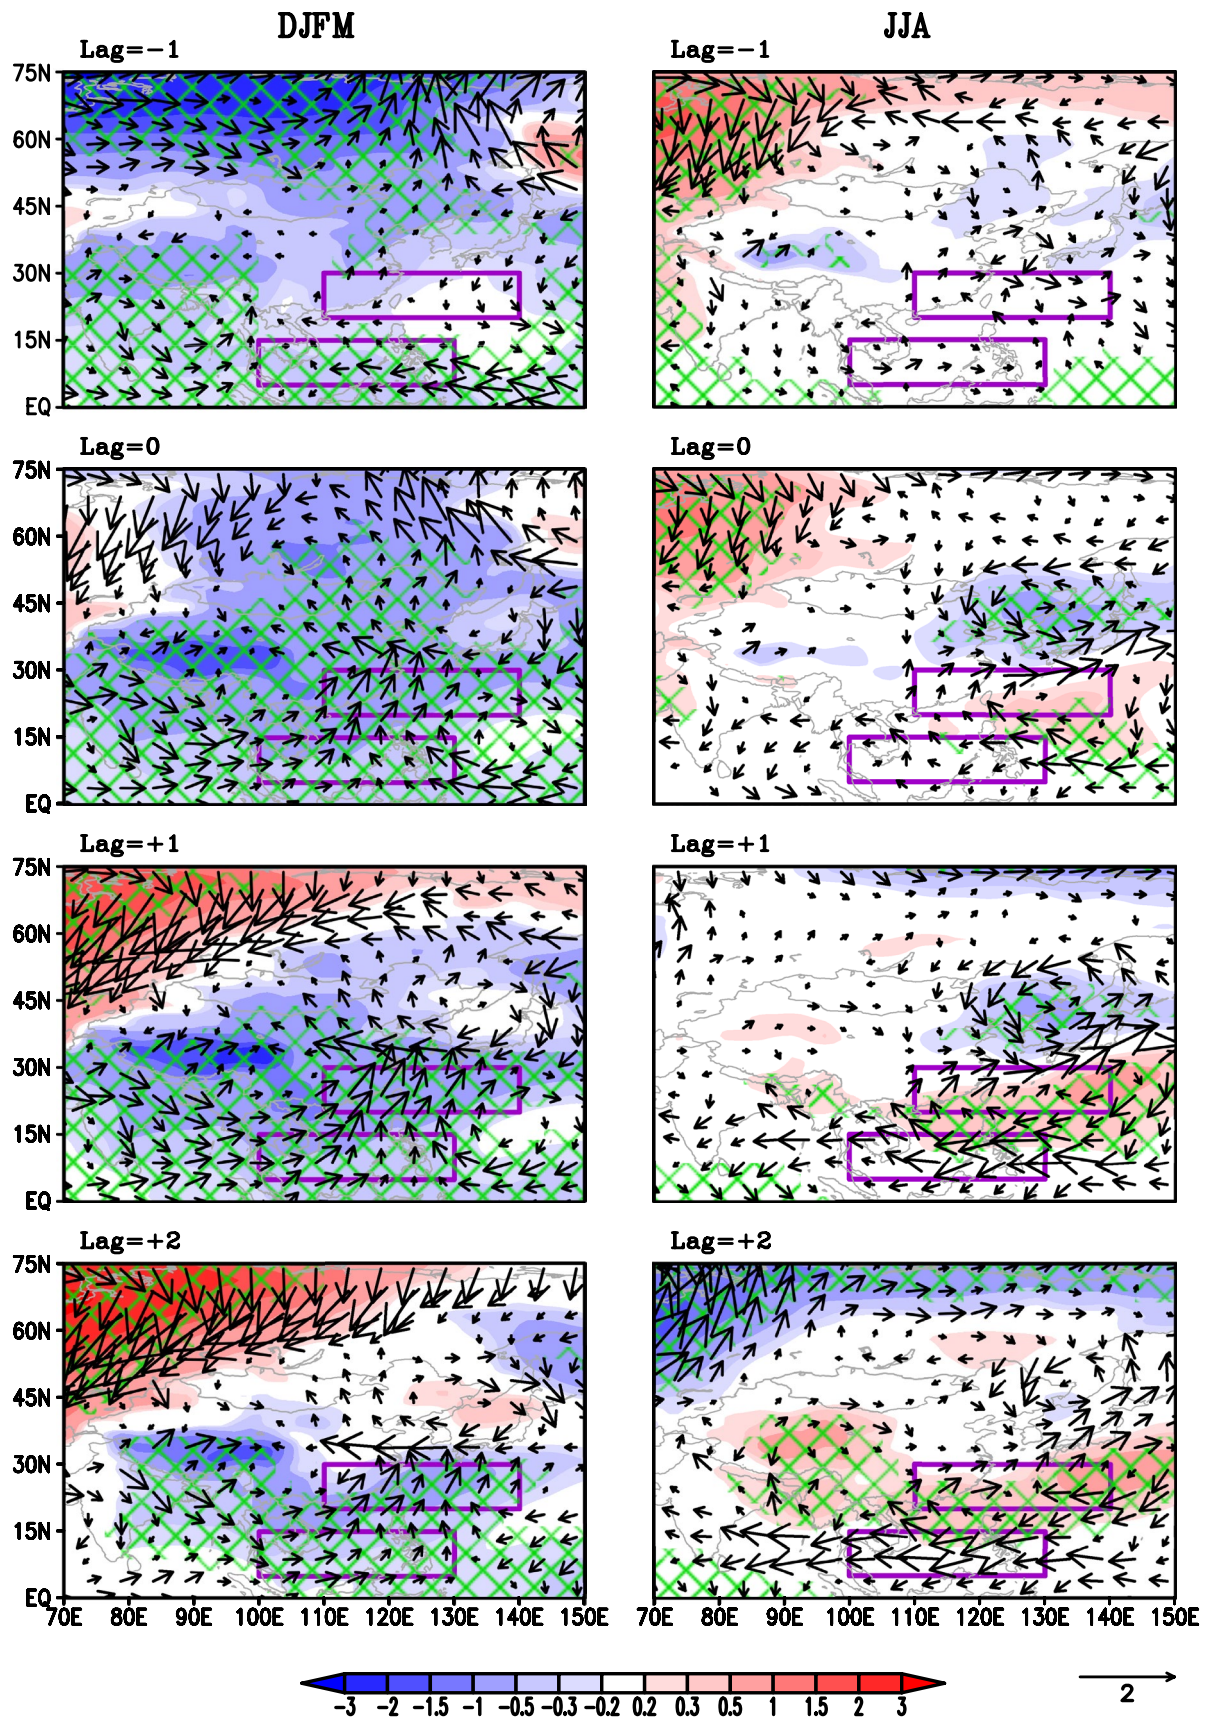 DJFM JJA
Lag=-1 Lag=-1
75N
60N
45N
30N
15N
EQ
Lag=0 Lag=0
75N
60N
45N
30N
15N
EQ
Lag=+1 Lag=+1
75N
60N
45N
30N
15N
EQ
Lag=+2 Lag=+2
75N
60N
45N
30N
15N
EQ
70E 80E 90E 100E 110E 120E 130E 140E 150E 70E 80E 90E 100E 110E 120E 130E 140E 150E
-3 -2 -1.5 -1 -0.5 -0.3 -0.2 0.2 0.3 0.5 1 1.5 2 3
2